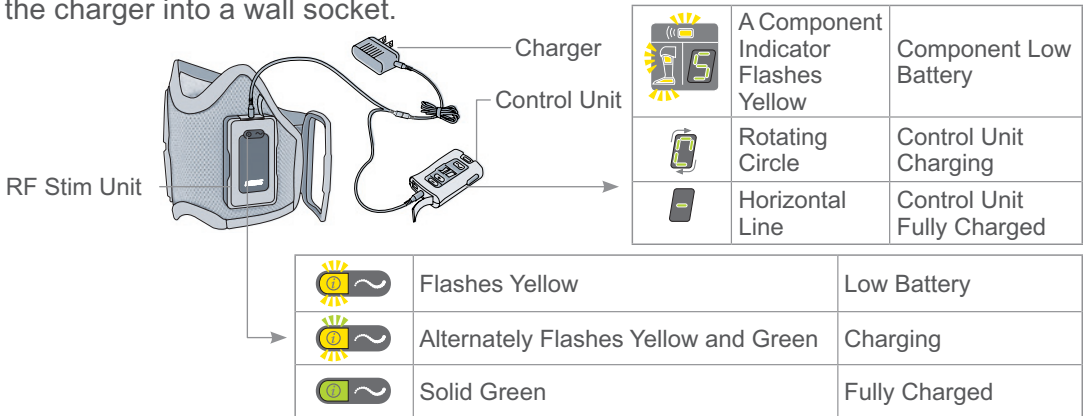 the charger into a wall socket.
Charger
Control Unit
RF Stim Unit
A Component
Indicator
Flashes
Yellow
Component Low
Battery
Rotating
Circle
Control Unit
Charging
Horizontal
Line
Control Unit
Fully Charged
Flashes Yellow
Low Battery
Alternately Flashes Yellow and Green
Charging
Solid Green
Fully Charged